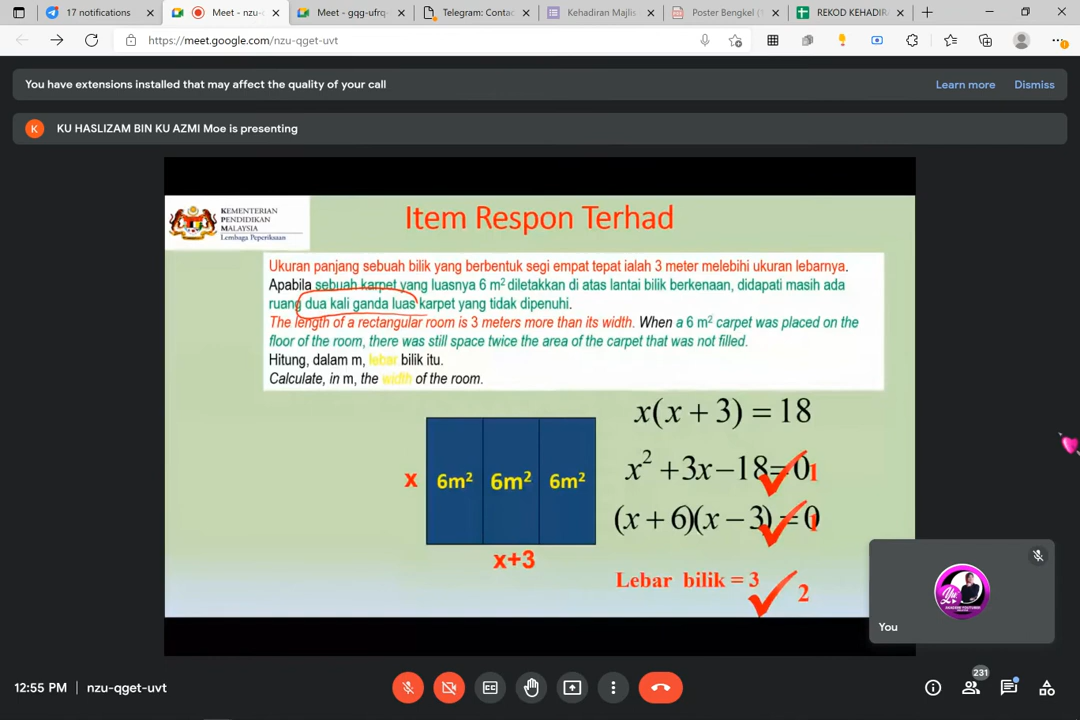 17 notifications
Meet - nzu-
Meet - gqg-ufrq-
Telegram: Contac
Kehadiran Majlis
Poster Bengkel (1
REKOD KEHADIRA
https://meet.google.com/nzu-qget-uvt
You have extensions installed that may affect the quality of your call
Learn more
Dismiss
K
KU HASLIZAM BIN KU AZMI Moe is presenting
KEMENTERIAN
PENDIDIKAN
MALAYSIA
Lembaga Peperiksaan
Item Respon Terhad
Ukuran panjang sebuah bilik yang berbentuk segi empat tepat ialah 3 meter melebihi ukuran lebarnya.
Apabila sebuah karpet yang luasnya 6 m² diletakkan di atas lantai bilik berkenaan, didapati masih ada
ruang dua kali ganda luas karpet yang tidak dipenuhi.
The length of a rectangular room is 3 meters more than its width. When a 6 m² carpet was placed on the
floor of the room, there was still space twice the area of the carpet that was not filled.
Hitung, dalam m, lebar bilik itu.
Calculate, in m, the width of the room.
x(x + 3) = 18
x² + 3x − 18 = 0 1
(x + 6)(x − 3) = 0 1
Lebar bilik = 3 2
x
6m² 6m² 6m²
x+3
You
12:55 PM | nzu-qget-uvt
CC
231